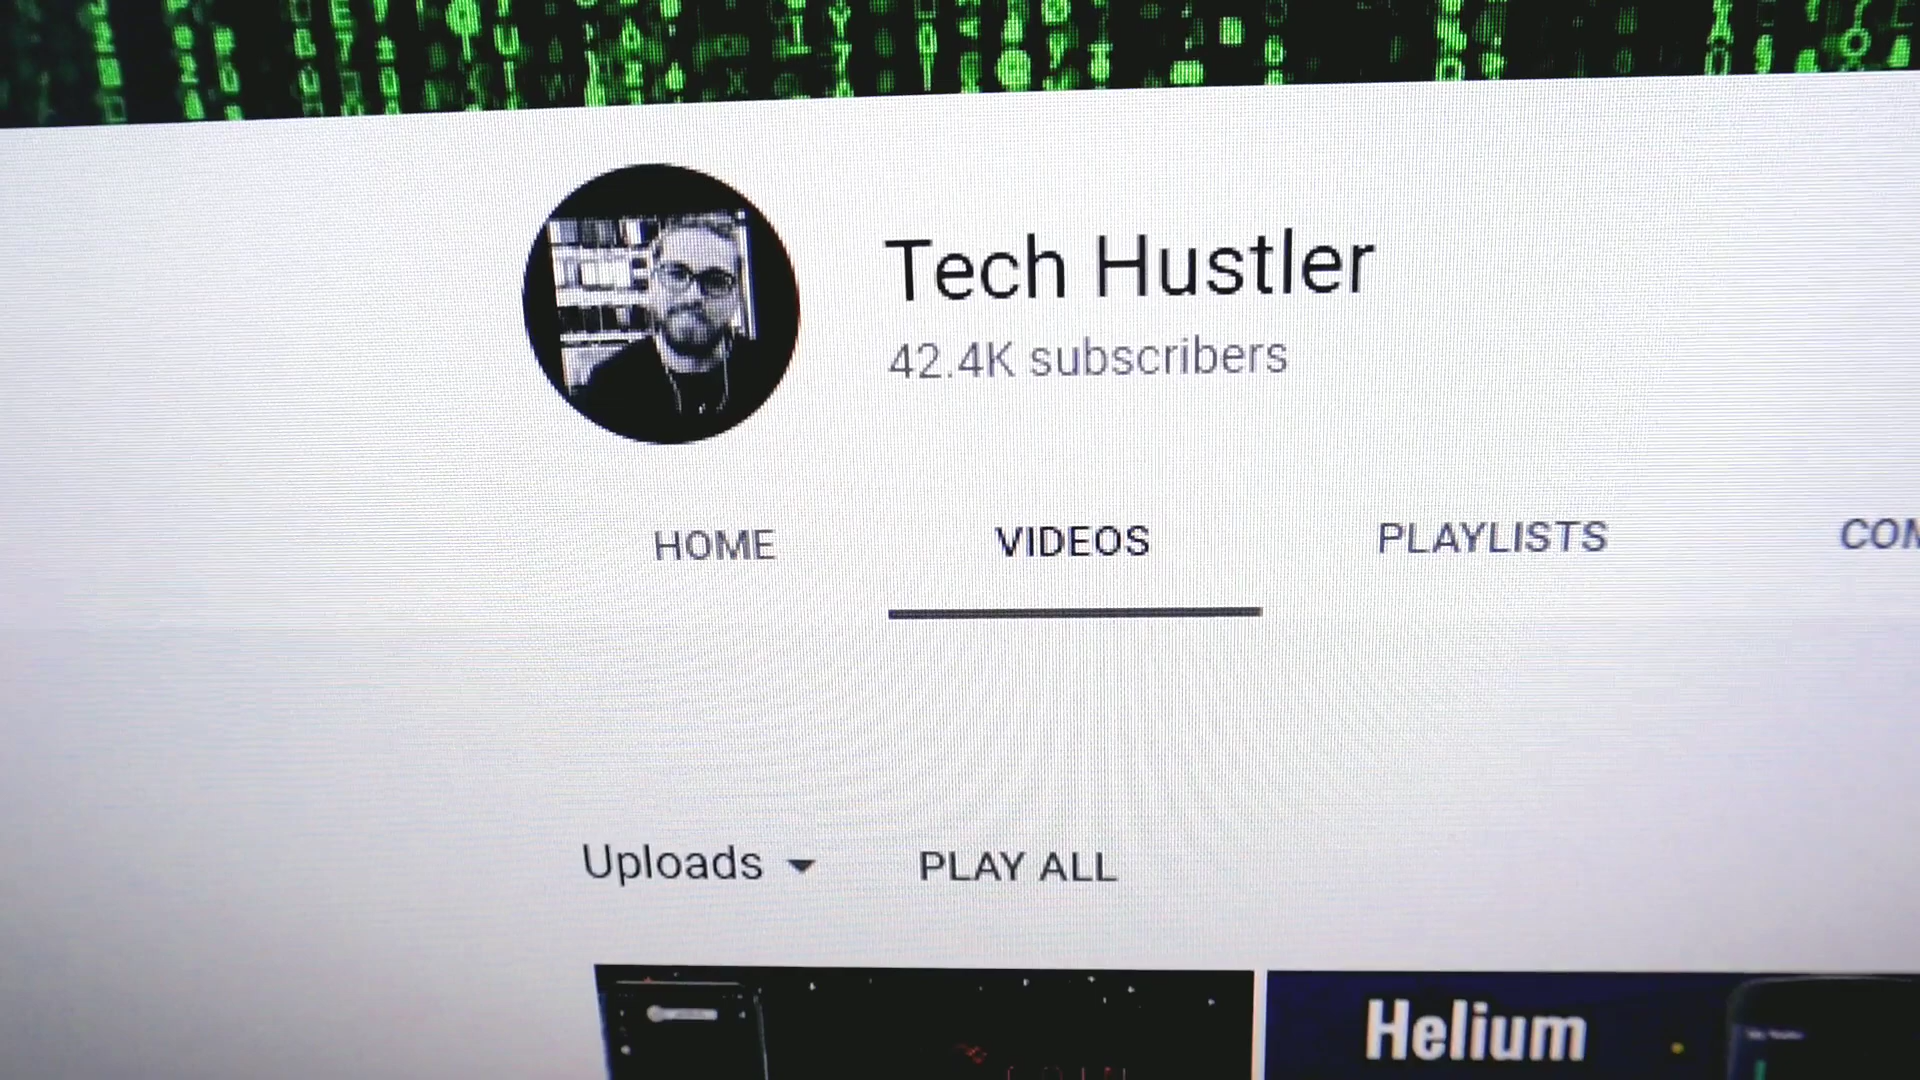 Tech Hustler
42.4K subscribers
HOME VIDEOS PLAYLISTS
Uploads PLAY ALL
Helium